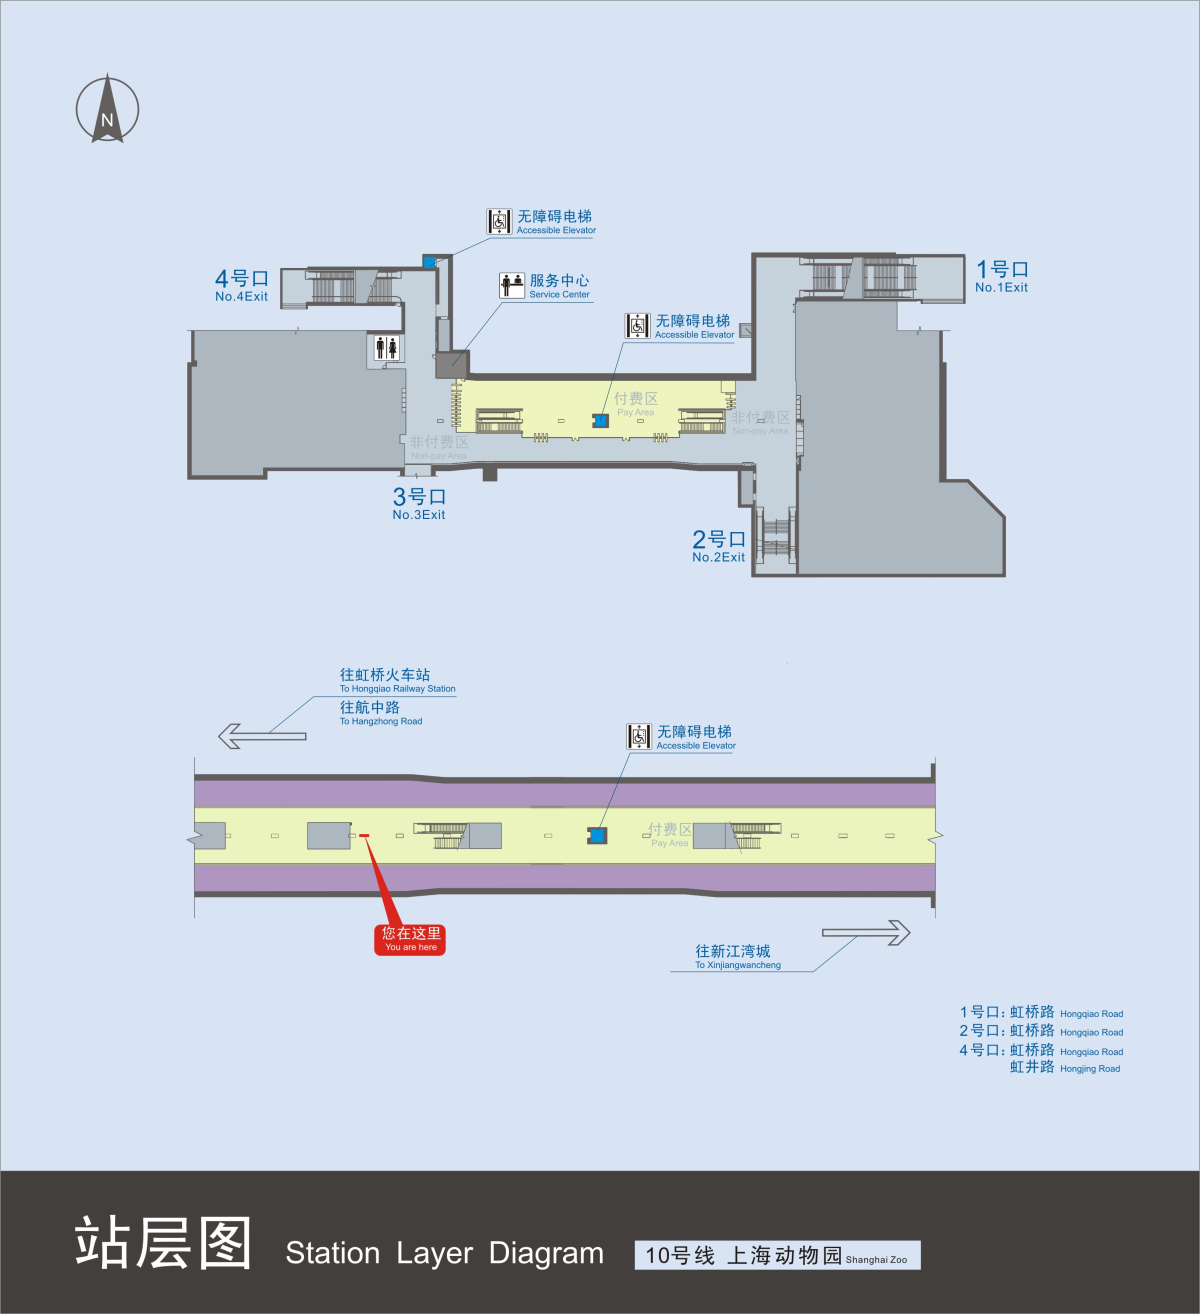 N
无障碍电梯
Accessible Elevator
4号口
No.4Exit
服务中心
Service Center
1号口
No.1Exit
无障碍电梯
Accessible Elevator
付费区
Pay Area
非付费区
Non-pay Area
非付费区
Non-pay Area
3号口
No.3Exit
2号口
No.2Exit
往虹桥火车站
To Hongqiao Railway Station
往航中路
To Hangzhong Road
无障碍电梯
Accessible Elevator
付费区
Pay Area
您在这里
You are here
往新江湾城
To Xinjiangwancheng
1号口: 虹桥路 Hongqiao Road
2号口: 虹桥路 Hongqiao Road
4号口: 虹桥路 Hongqiao Road
虹井路 Hongjing Road
站层图 Station Layer Diagram 10号线 上海动物园 Shanghai Zoo